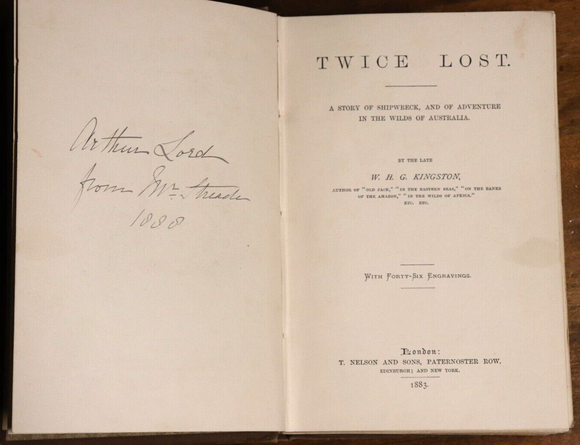 Arthur Lord
from Mr.
1888
TWICE LOST.
A STORY OF SHIPWRECK, AND OF ADVENTURE
IN THE WILDS OF AUSTRALIA.
BY THE LATE
W. H. G. KINGSTON,
AUTHOR OF "OLD JACK," "IN THE EASTERN SEAS," "ON THE BANKS
OF THE AMAZON," "IN THE WILDS OF AFRICA,"
ETC. ETC.
WITH FORTY-SIX ENGRAVINGS.
London:
T. NELSON AND SONS, PATERNOSTER ROW.
EDINBURGH; AND NEW YORK.
1883.